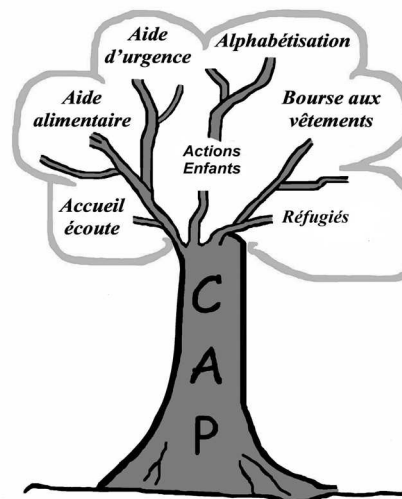 Aide
d'urgence
Alphabétisation
Aide
alimentaire
Bourse aux
vêtements
Actions
Enfants
Accueil
écoute
Réfugiés
C
A
P